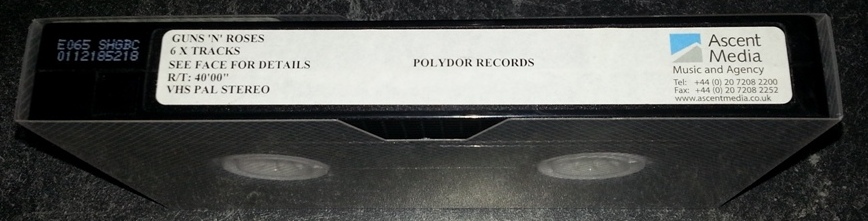 E065 SHGBC
0112185218
GUNS 'N' ROSES
6 X TRACKS
SEE FACE FOR DETAILS
R/T: 40'00"
VHS PAL STEREO
POLYDOR RECORDS
Ascent
Media
Music and Agency
Tel: +44 (0) 20 7208 2200
Fax: +44 (0) 20 7208 2252
www.ascentmedia.co.uk